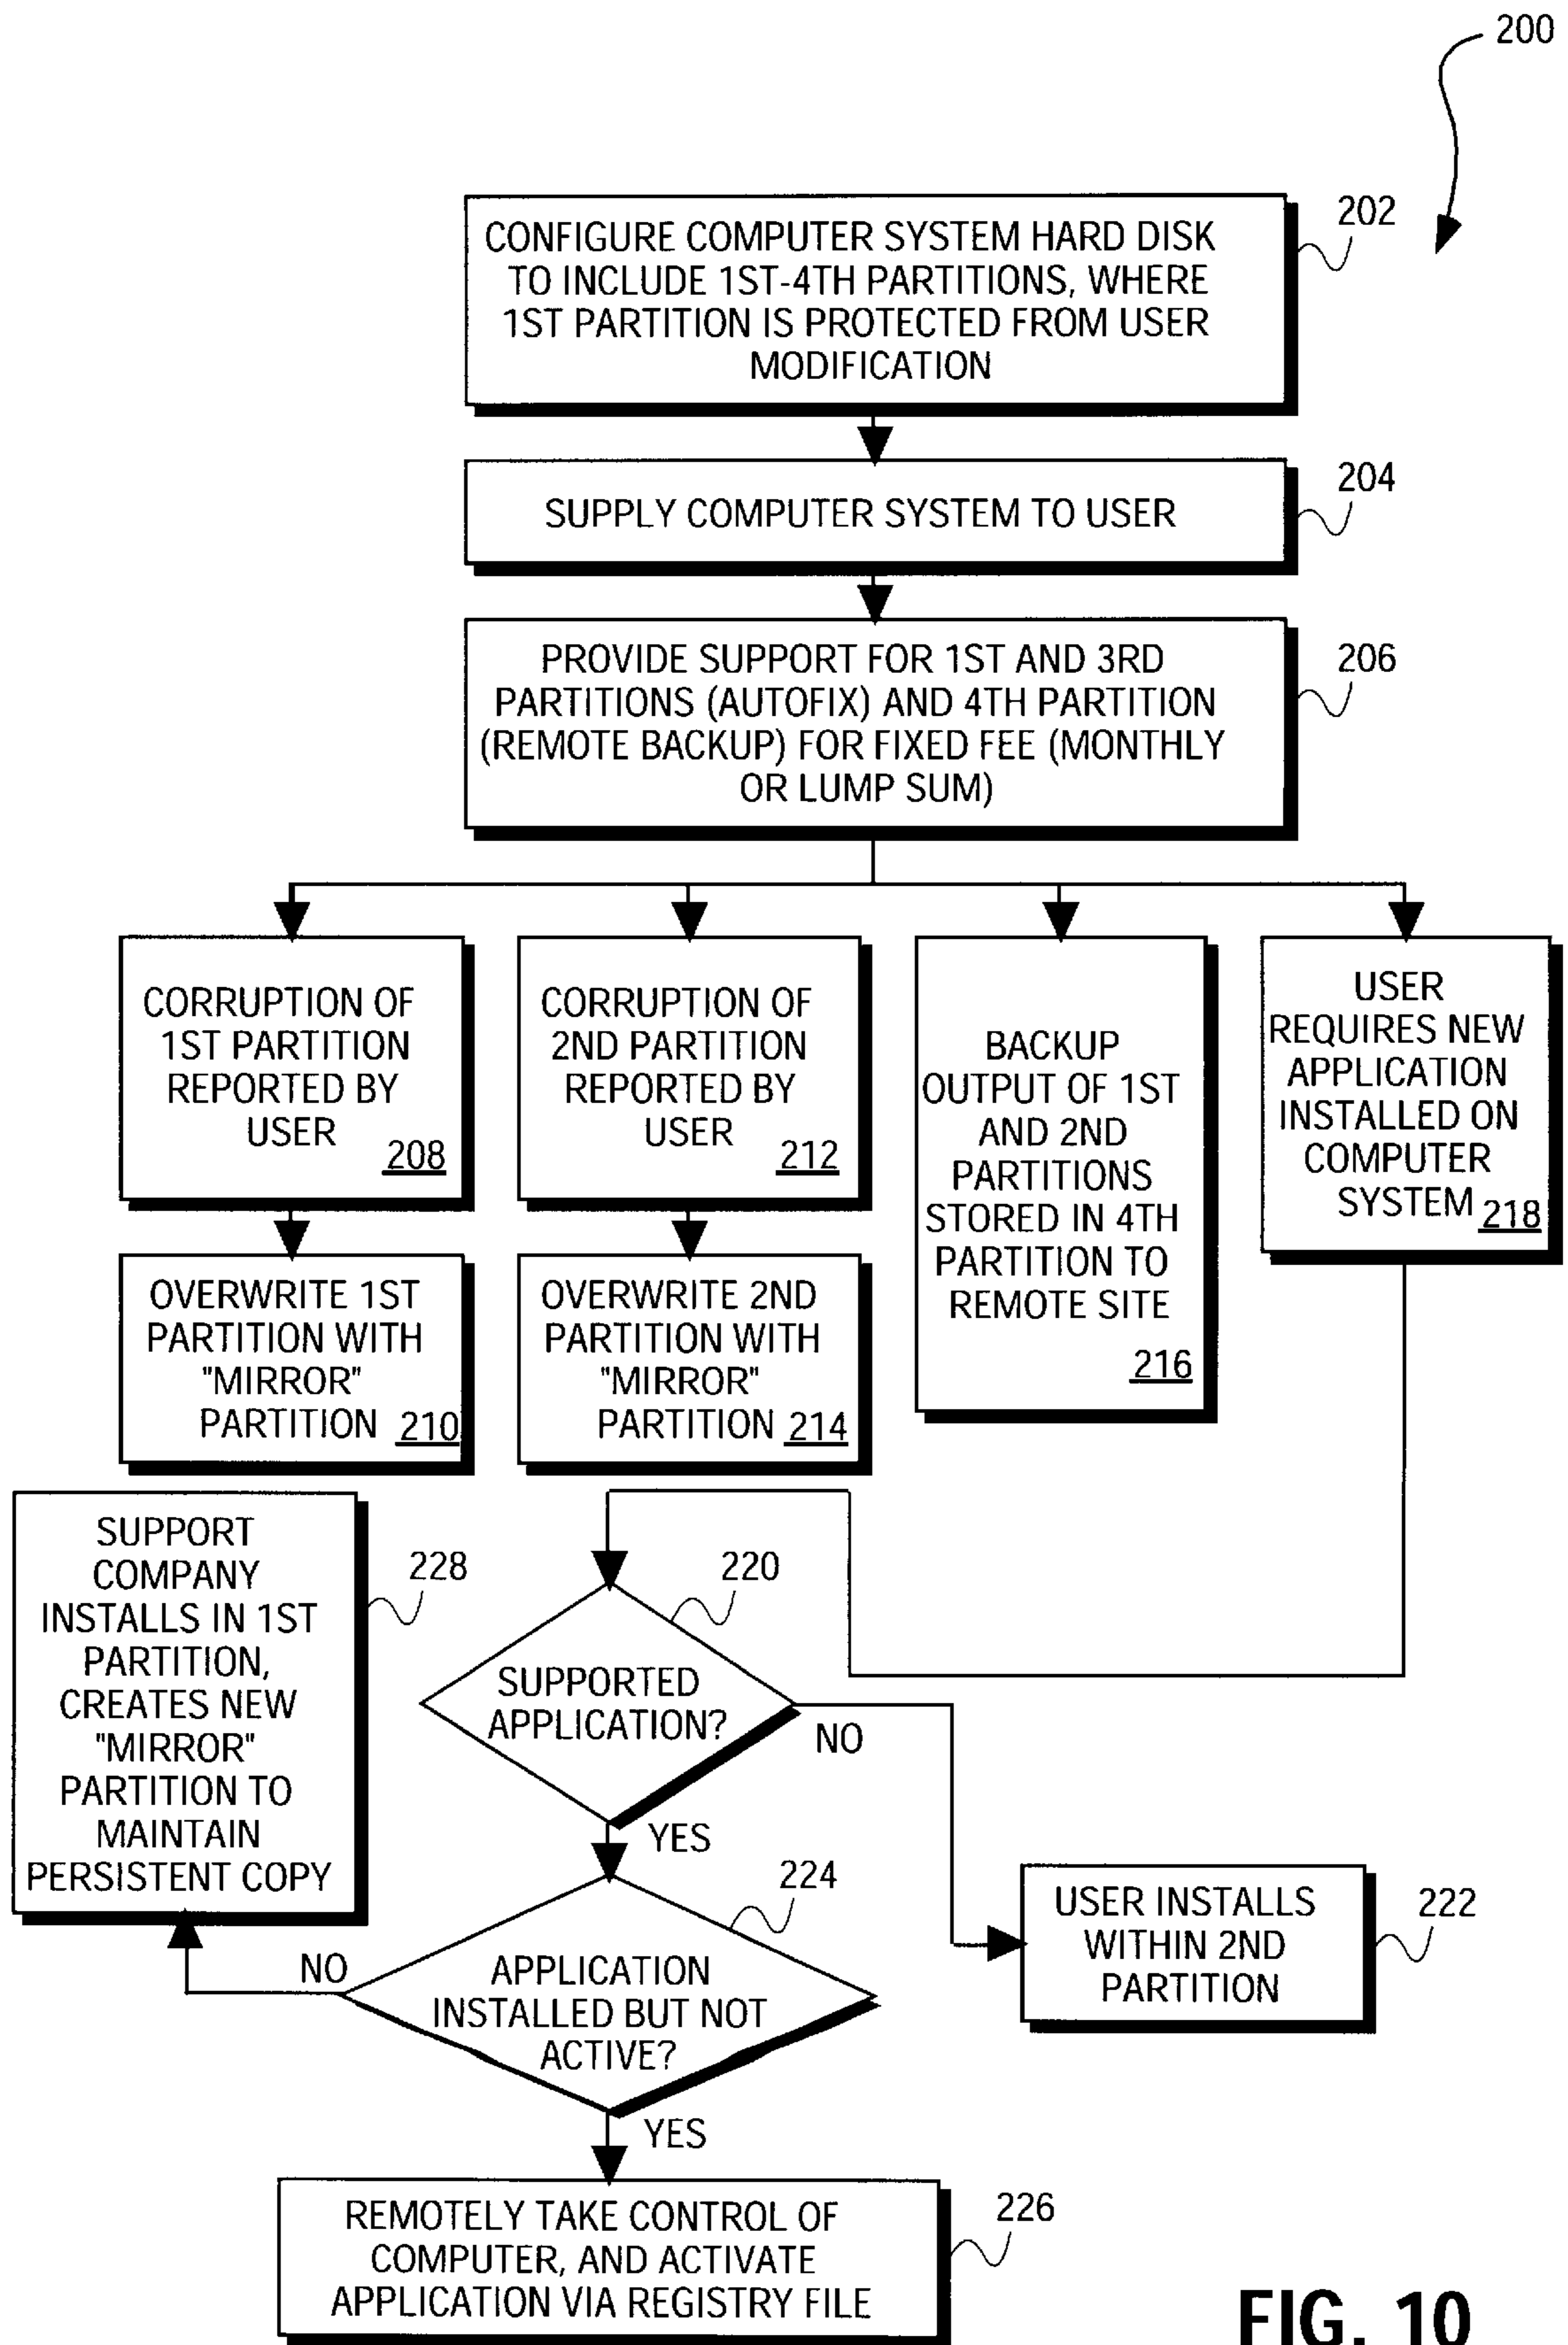 200
CONFIGURE COMPUTER SYSTEM HARD DISK
TO INCLUDE 1ST-4TH PARTITIONS, WHERE
1ST PARTITION IS PROTECTED FROM USER
MODIFICATION
202
SUPPLY COMPUTER SYSTEM TO USER
204
PROVIDE SUPPORT FOR 1ST AND 3RD
PARTITIONS (AUTOFIX) AND 4TH PARTITION
(REMOTE BACKUP) FOR FIXED FEE (MONTHLY
OR LUMP SUM)
206
CORRUPTION OF
1ST PARTITION
REPORTED BY
USER
208
CORRUPTION OF
2ND PARTITION
REPORTED BY
USER
212
BACKUP
OUTPUT OF 1ST
AND 2ND
PARTITIONS
STORED IN 4TH
PARTITION TO
REMOTE SITE
216
USER
REQUIRES NEW
APPLICATION
INSTALLED ON
COMPUTER
SYSTEM 218
OVERWRITE 1ST
PARTITION WITH
"MIRROR"
PARTITION 210
OVERWRITE 2ND
PARTITION WITH
"MIRROR"
PARTITION 214
SUPPORT
COMPANY
INSTALLS IN 1ST
PARTITION,
CREATES NEW
"MIRROR"
PARTITION TO
MAINTAIN
PERSISTENT COPY
228
220
SUPPORTED
APPLICATION?
NO
YES
224
USER INSTALLS
WITHIN 2ND
PARTITION
222
NO
APPLICATION
INSTALLED BUT NOT
ACTIVE?
YES
REMOTELY TAKE CONTROL OF
COMPUTER, AND ACTIVATE
APPLICATION VIA REGISTRY FILE
226
FIG. 10